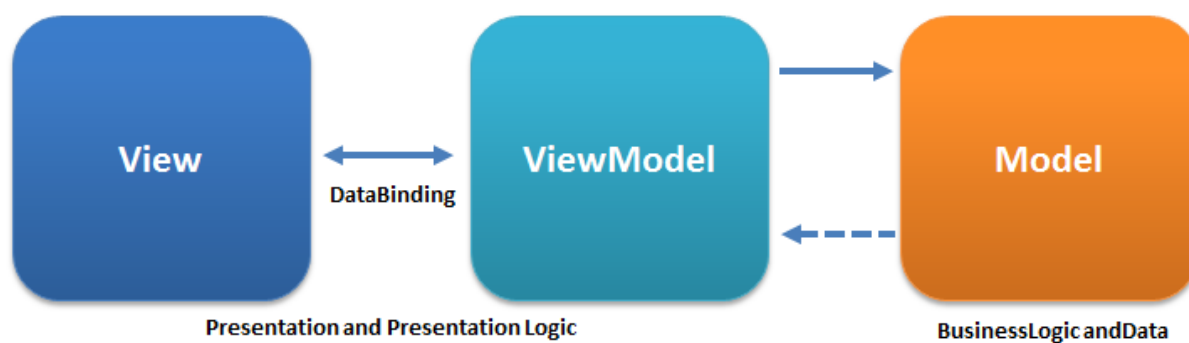 View
ViewModel
Model
DataBinding
Presentation and Presentation Logic
BusinessLogic andData